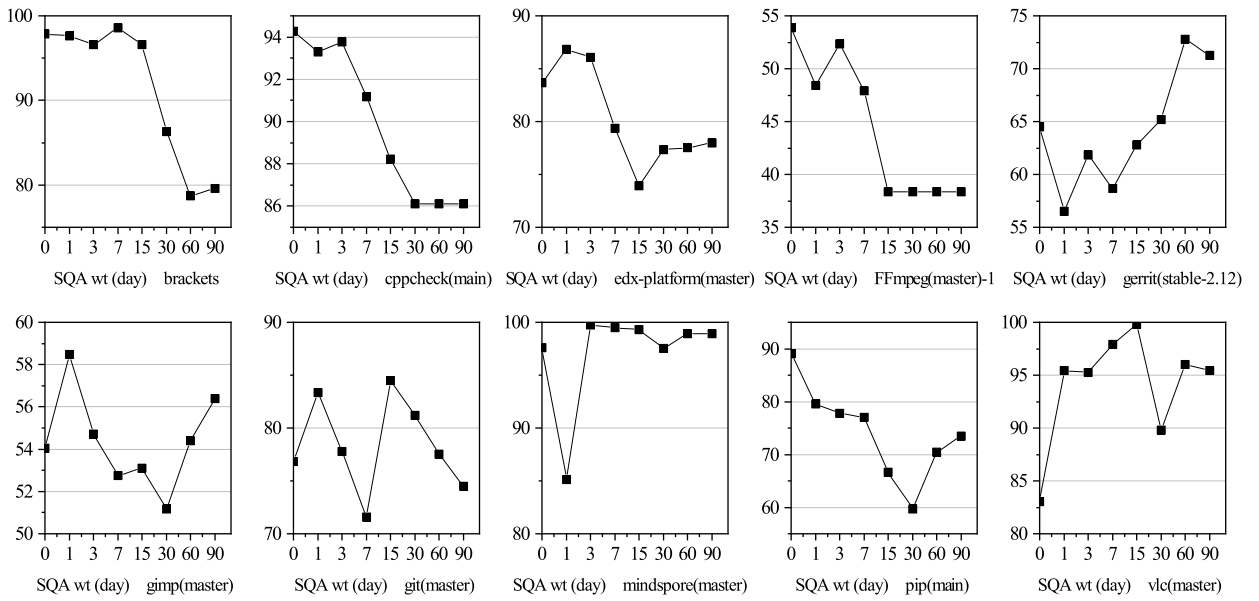 100
90
80
0 1 3 7 15 30 60 90
SQA wt (day) brackets
94
92
90
88
86
0 1 3 7 15 30 60 90
SQA wt (day) cppcheck(main)
90
80
70
0 1 3 7 15 30 60 90
SQA wt (day) edx-platform(master)
55
50
45
40
35
0 1 3 7 15 30 60 90
SQA wt (day) FFmpeg(master)-1
75
70
65
60
55
0 1 3 7 15 30 60 90
SQA wt (day) gerrit(stable-2.12)
60
58
56
54
52
50
0 1 3 7 15 30 60 90
SQA wt (day) gimp(master)
90
80
70
0 1 3 7 15 30 60 90
SQA wt (day) git(master)
100
90
80
0 1 3 7 15 30 60 90
SQA wt (day) mindspore(master)
90
80
70
60
0 1 3 7 15 30 60 90
SQA wt (day) pip(main)
100
95
90
85
80
0 1 3 7 15 30 60 90
SQA wt (day) vlc(master)